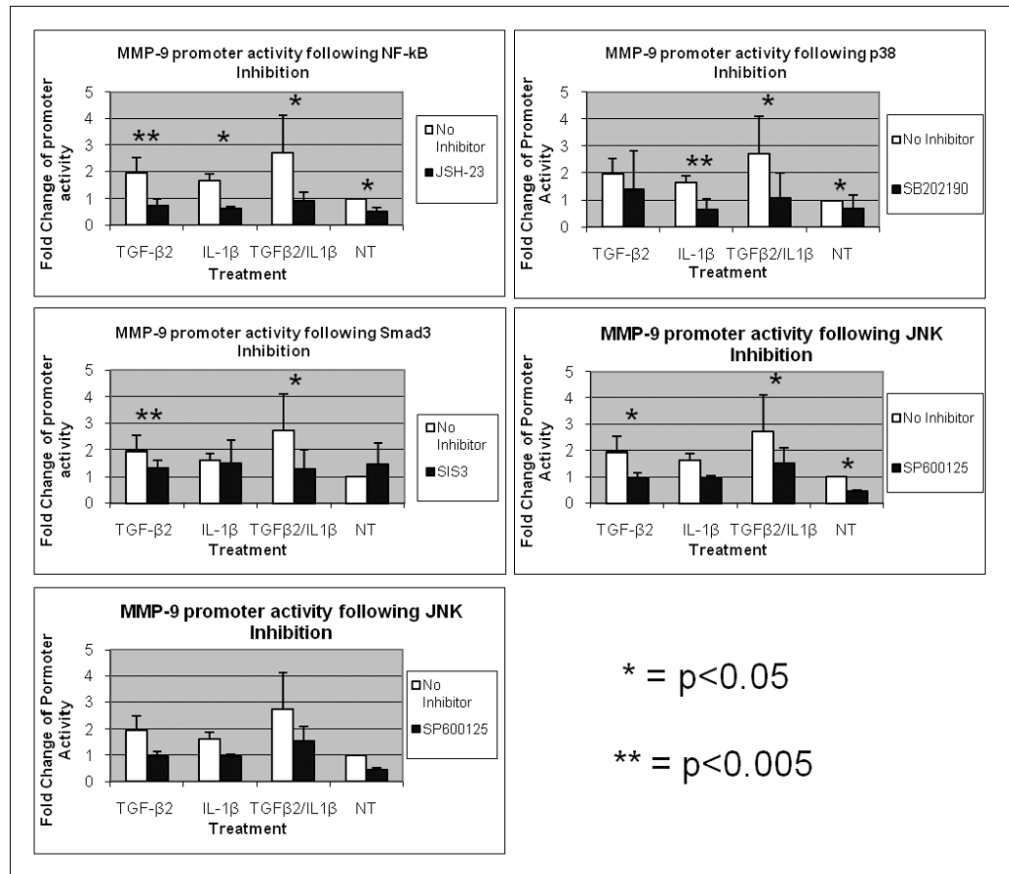 MMP-9 promoter activity following NF-kB
Inhibition
Fold Change of promoter
activity
5
4
3
2
1
0
**
*
*
*
TGF-β2 IL-1β TGFβ2/IL1β NT
Treatment
No
Inhibitor
JSH-23
MMP-9 promoter activity following p38
Inhibition
Fold Change of Promoter
Activity
5
4
3
2
1
0
**
*
*
TGF-β2 IL-1β TGFβ2/IL1β NT
Treatment
No Inhibitor
SB202190
MMP-9 promoter activity following Smad3
Inhibition
Fold Change of promoter
activity
5
4
3
2
1
0
**
*
TGF-β2 IL-1β TGFβ2/IL1β NT
Treatment
No
Inhibitor
SIS3
MMP-9 promoter activity following JNK
Inhibition
Fold Change of Pormoter
Activity
5
4
3
2
1
0
*
*
*
TGF-β2 IL-1β TGFβ2/IL1β NT
Treatment
No Inhibitor
SP600125
MMP-9 promoter activity following JNK
Inhibition
Fold Change of Pormoter
Activity
5
4
3
2
1
0
TGF-β2 IL-1β TGFβ2/IL1β NT
Treatment
No
Inhibitor
SP600125
* = p<0.05
** = p<0.005